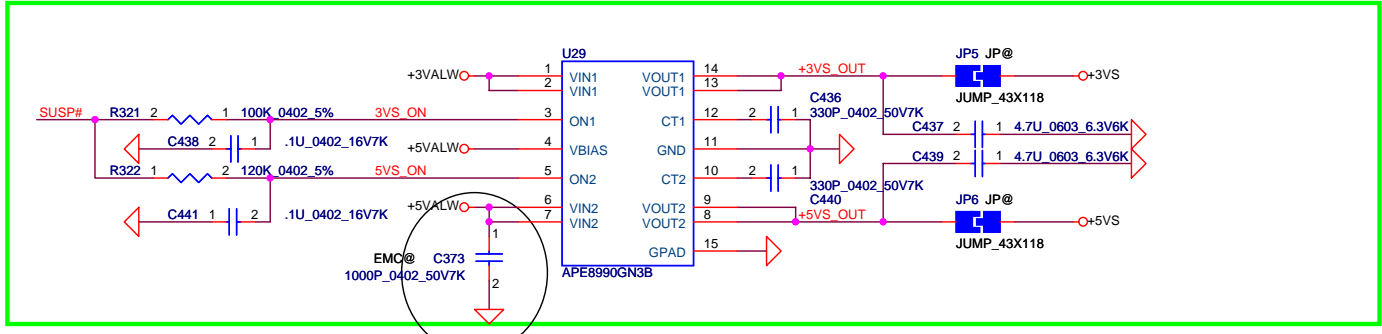 U29
JP5 JP@
+3VALW
1 VIN1 VOUT1 14
+3VS_OUT
+3VS
2 VIN1 VOUT1 13
JUMP_43X118
SUSP#
R321 2 1 100K_0402_5%
3VS_ON
3 ON1 CT1 12
2 1
C436
330P_0402_50V7K
C437 2 1 4.7U_0603_6.3V6K
C438 2 1 .1U_0402_16V7K
+5VALW
4 VBIAS GND 11
C439 2 1 4.7U_0603_6.3V6K
R322 1 2 120K_0402_5%
5VS_ON
5 ON2 CT2 10
2 1
330P_0402_50V7K
C440
+5VALW
6 VIN2 VOUT2 9
JP6 JP@
C441 1 2 .1U_0402_16V7K
7 VIN2 VOUT2 8
+5VS_OUT
+5VS
1
JUMP_43X118
GPAD 15
EMC@ C373
1000P_0402_50V7K
2
APE8990GN3B